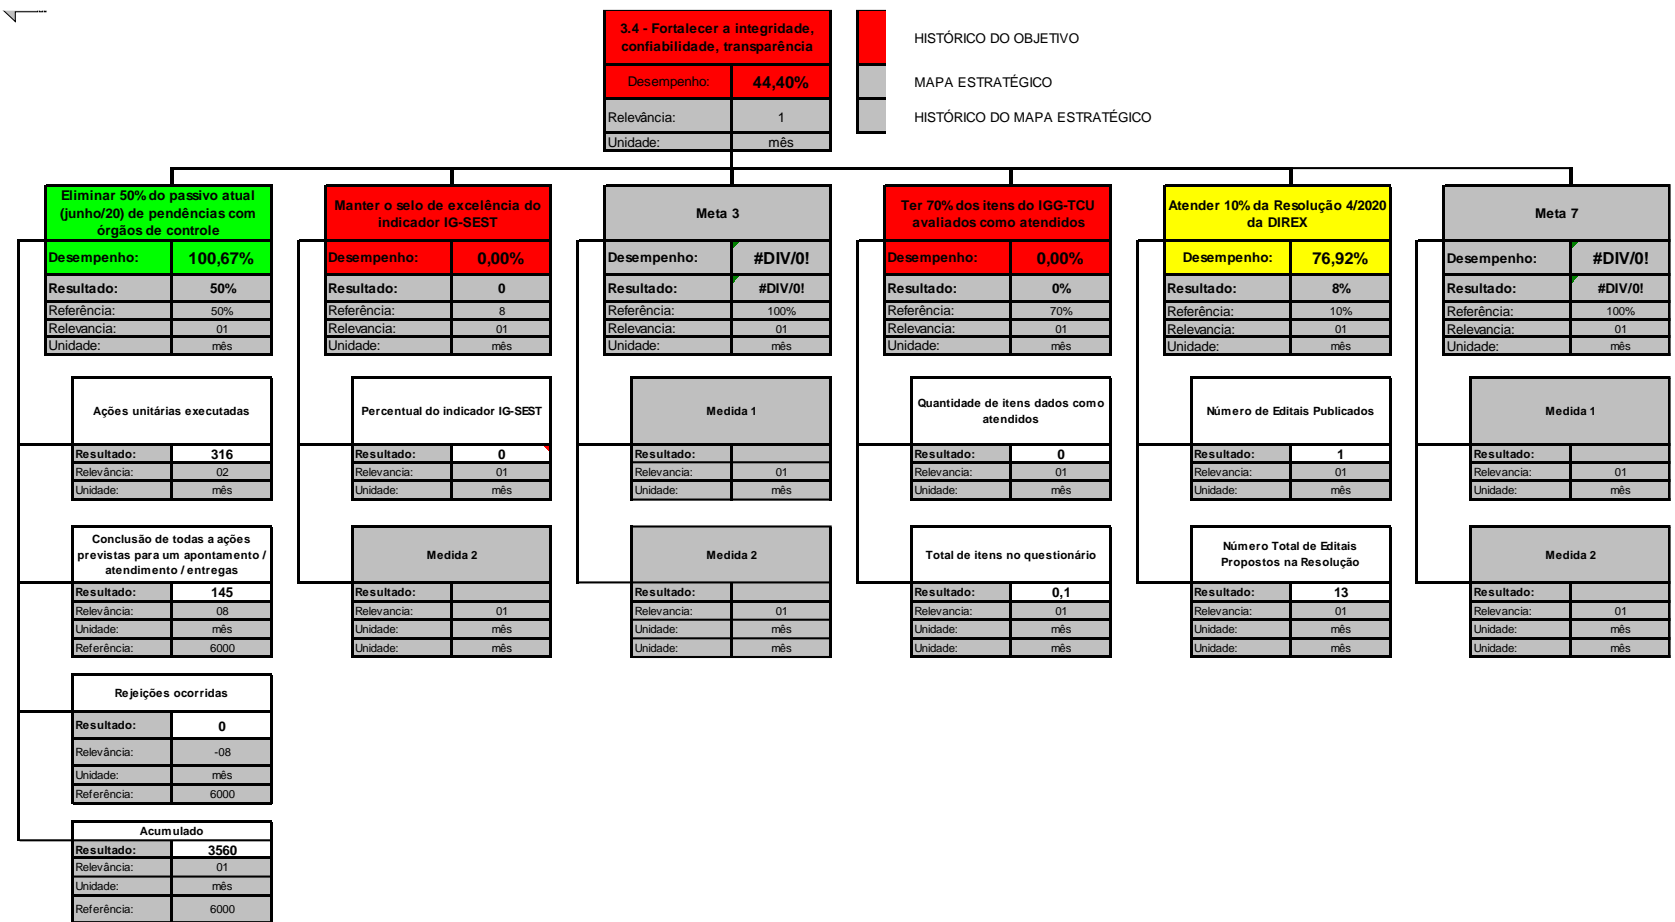 3.4 - Fortalecer a integridade,
confiabilidade, transparência
Desempenho: 44,40%
Relevância: 1
Unidade: mês
HISTÓRICO DO OBJETIVO
MAPA ESTRATÉGICO
HISTÓRICO DO MAPA ESTRATÉGICO
Eliminar 50% do passivo atual
(junho/20) de pendências com
órgãos de controle
Desempenho: 100,67%
Resultado: 50%
Referência: 50%
Relevancia: 01
Unidade: mês
Ações unitárias executadas
Resultado: 316
Relevância: 02
Unidade: mês
Conclusão de todas a ações
previstas para um apontamento /
atendimento / entregas
Resultado: 145
Relevância: 08
Unidade: mês
Referência: 6000
Rejeições ocorridas
Resultado: 0
Relevância: -08
Unidade: mês
Referência: 6000
Acumulado
Resultado: 3560
Relevância: 01
Unidade: mês
Referência: 6000
Manter o selo de excelência do
indicador IG-SEST
Desempenho: 0,00%
Resultado: 0
Referência: 8
Relevancia: 01
Unidade: mês
Percentual do indicador IG-SEST
Resultado: 0
Relevancia: 01
Unidade: mês
Medida 2
Resultado:
Relevancia: 01
Unidade: mês
Unidade: mês
Meta 3
Desempenho: #DIV/0!
Resultado: #DIV/0!
Referência: 100%
Relevancia: 01
Unidade: mês
Medida 1
Resultado:
Relevancia: 01
Unidade: mês
Medida 2
Resultado:
Relevancia: 01
Unidade: mês
Unidade: mês
Ter 70% dos itens do IGG-TCU
avaliados como atendidos
Desempenho: 0,00%
Resultado: 0%
Referência: 70%
Relevancia: 01
Unidade: mês
Quantidade de itens dados como
atendidos
Resultado: 0
Relevancia: 01
Unidade: mês
Total de itens no questionário
Resultado: 0,1
Relevancia: 01
Unidade: mês
Unidade: mês
Atender 10% da Resolução 4/2020
da DIREX
Desempenho: 76,92%
Resultado: 8%
Referência: 10%
Relevancia: 01
Unidade: mês
Número de Editais Publicados
Resultado: 1
Relevancia: 01
Unidade: mês
Número Total de Editais
Propostos na Resolução
Resultado: 13
Relevancia: 01
Unidade: mês
Unidade: mês
Meta 7
Desempenho: #DIV/0!
Resultado: #DIV/0!
Referência: 100%
Relevancia: 01
Unidade: mês
Medida 1
Resultado:
Relevancia: 01
Unidade: mês
Medida 2
Resultado:
Relevancia: 01
Unidade: mês
Unidade: mês